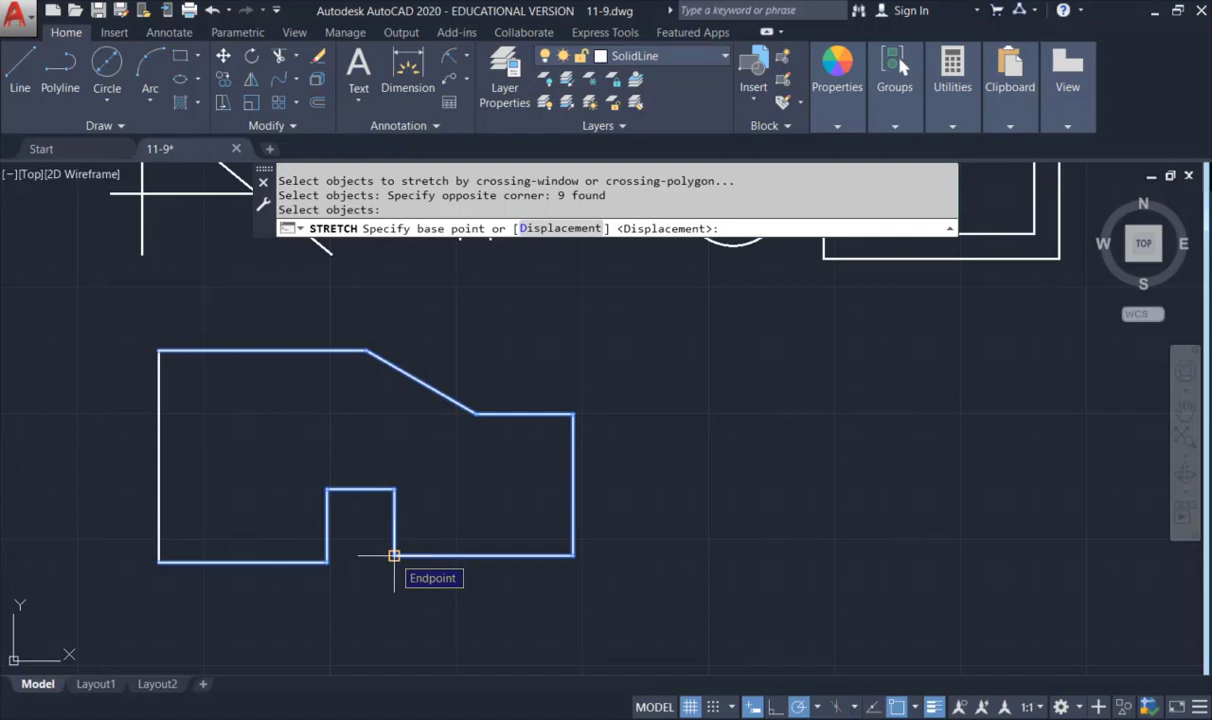 Autodesk AutoCAD 2020 - EDUCATIONAL VERSION 11-9.dwg
Type a keyword or phrase
Sign In
Home Insert Annotate Parametric View Manage Output Add-ins Collaborate Express Tools Featured Apps
Line Polyline Circle Arc
Text Dimension
Layer Properties
SolidLine
Insert
Properties Groups Utilities Clipboard View
Draw Modify Annotation Layers Block
Start 11-9*
[−][Top][2D Wireframe]
Select objects to stretch by crossing-window or crossing-polygon...
Select objects: Specify opposite corner: 9 found
Select objects:
STRETCH Specify base point or [Displacement] <Displacement>:
N
W TOP E
S
WCS
Endpoint
Y
X
Model Layout1 Layout2
MODEL 1:1